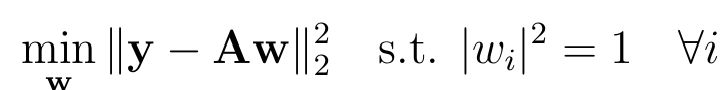 min_𝐰 ‖𝐲 − 𝐀𝐰‖₂² s.t. |wᵢ|² = 1 ∀i